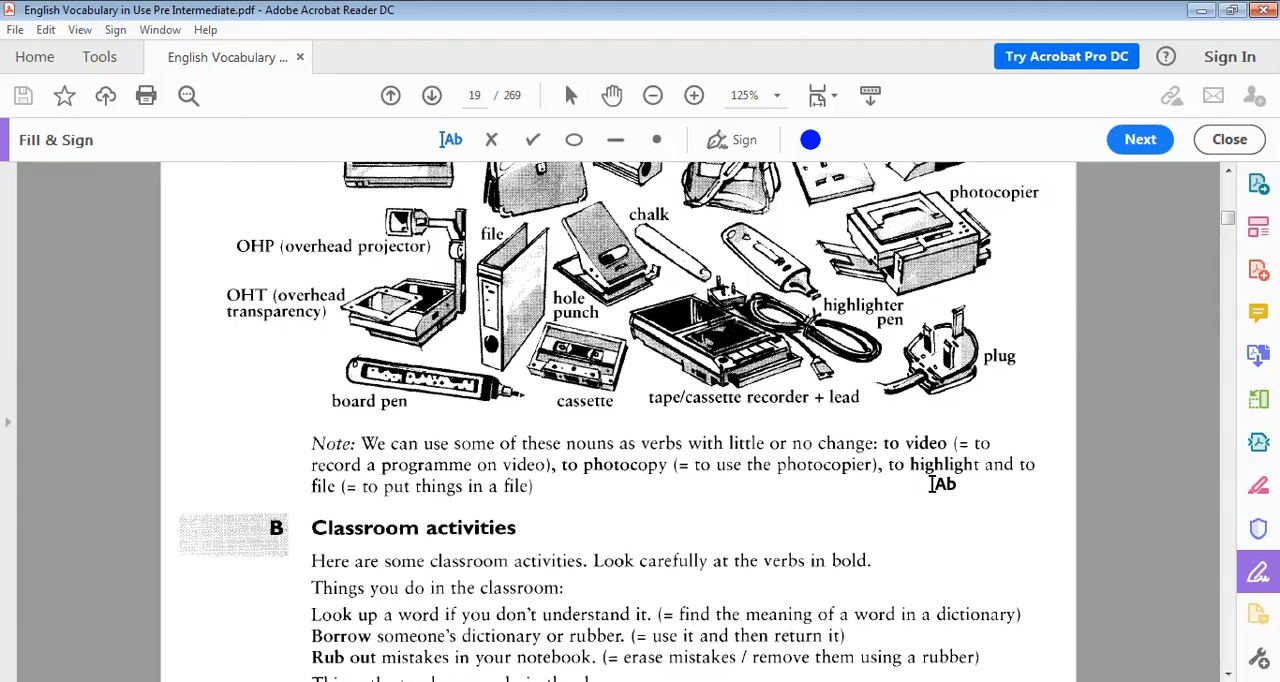 English Vocabulary in Use Pre Intermediate.pdf - Adobe Acrobat Reader DC
File Edit View Sign Window Help
Home Tools English Vocabulary ... × Try Acrobat Pro DC ? Sign In
19 / 269 125%
Fill & Sign Ab Sign Next Close
photocopier
chalk
file
OHP (overhead projector)
OHT (overhead
transparency)
hole
punch
highlighter
pen
plug
board pen
cassette
tape/cassette recorder + lead
Note: We can use some of these nouns as verbs with little or no change: to video (= to
record a programme on video), to photocopy (= to use the photocopier), to highlight and to
file (= to put things in a file)
Ab
B Classroom activities
Here are some classroom activities. Look carefully at the verbs in bold.
Things you do in the classroom:
Look up a word if you don't understand it. (= find the meaning of a word in a dictionary)
Borrow someone's dictionary or rubber. (= use it and then return it)
Rub out mistakes in your notebook. (= erase mistakes / remove them using a rubber)